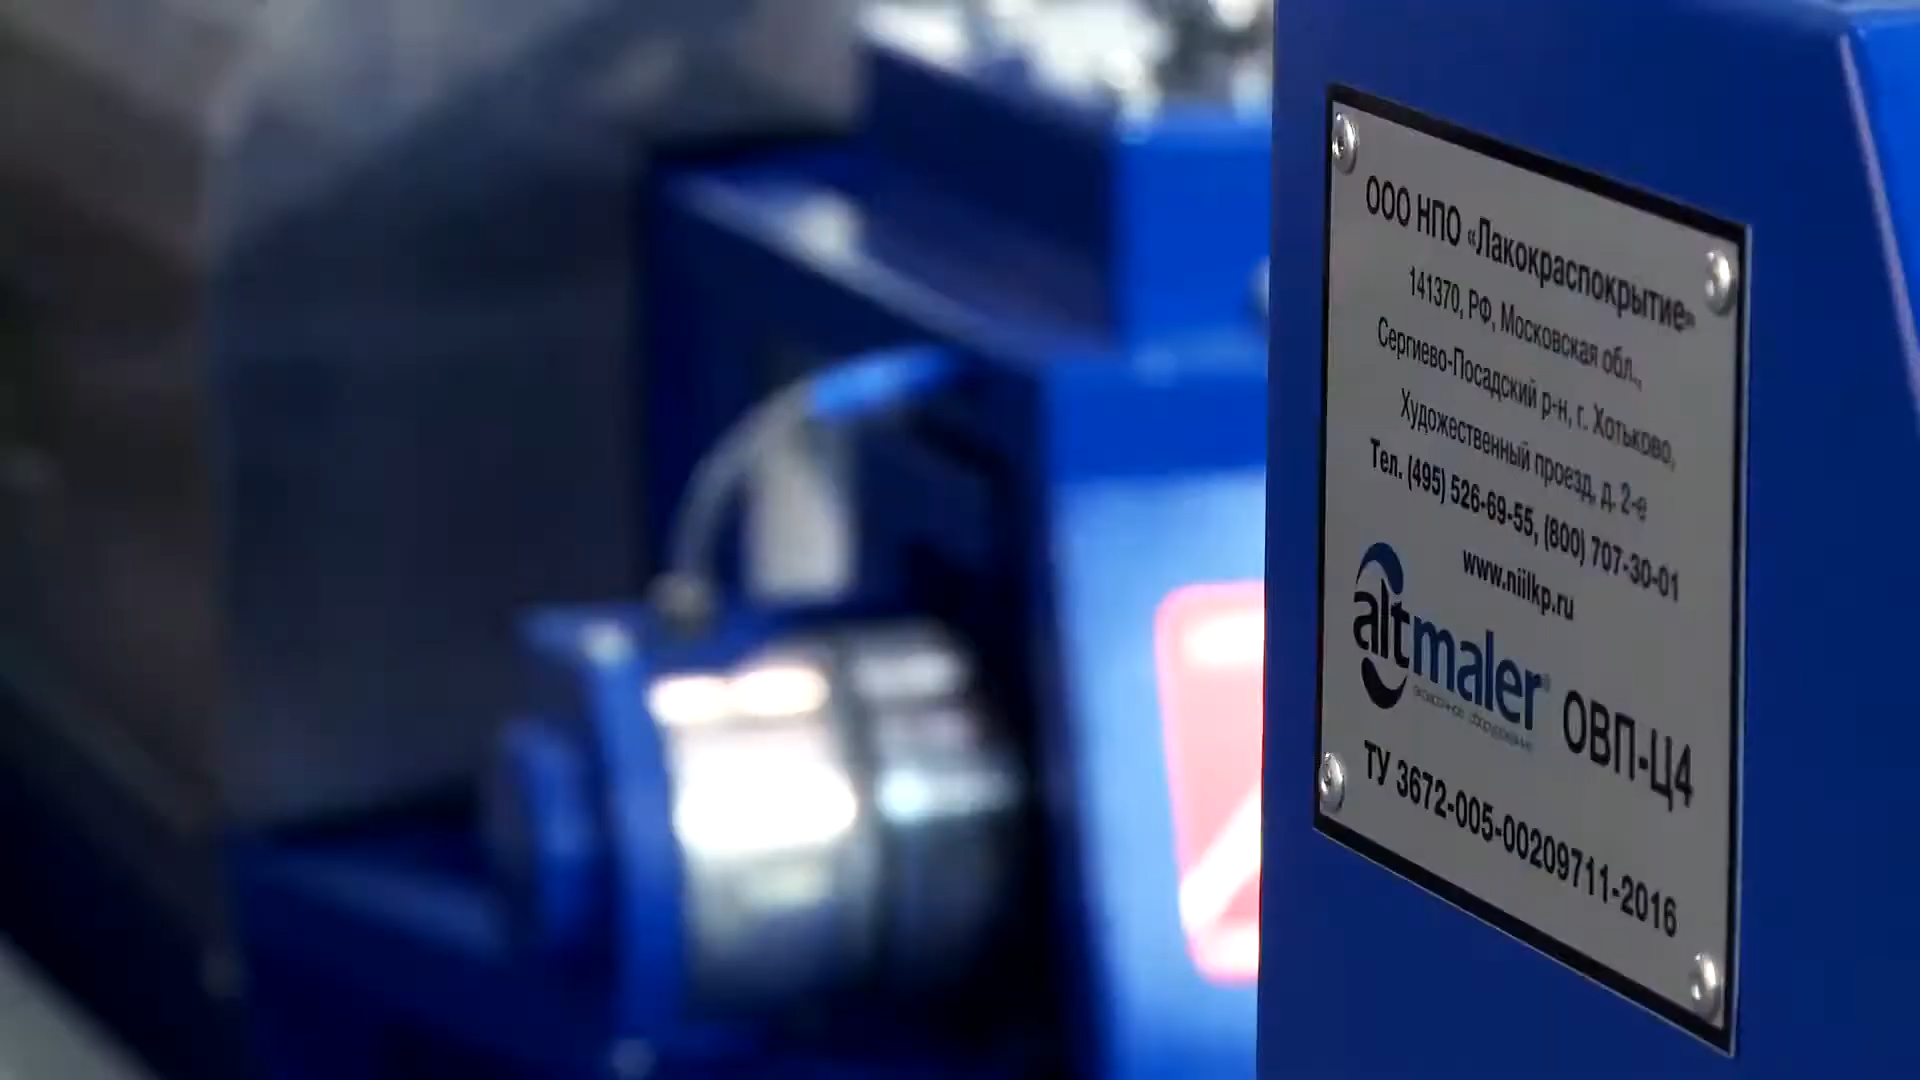 ООО НПО «Лакокраспокрытие»
141370, РФ, Московская обл.,
Сергиево-Посадский р-н, г. Хотьково,
Художественный проезд, д. 2-е
Тел. (495) 526-69-55, (800) 707-30-01
www.niilkp.ru
altmaler®
оборудование
ОВП-Ц4
ТУ 3672-005-00209711-2016